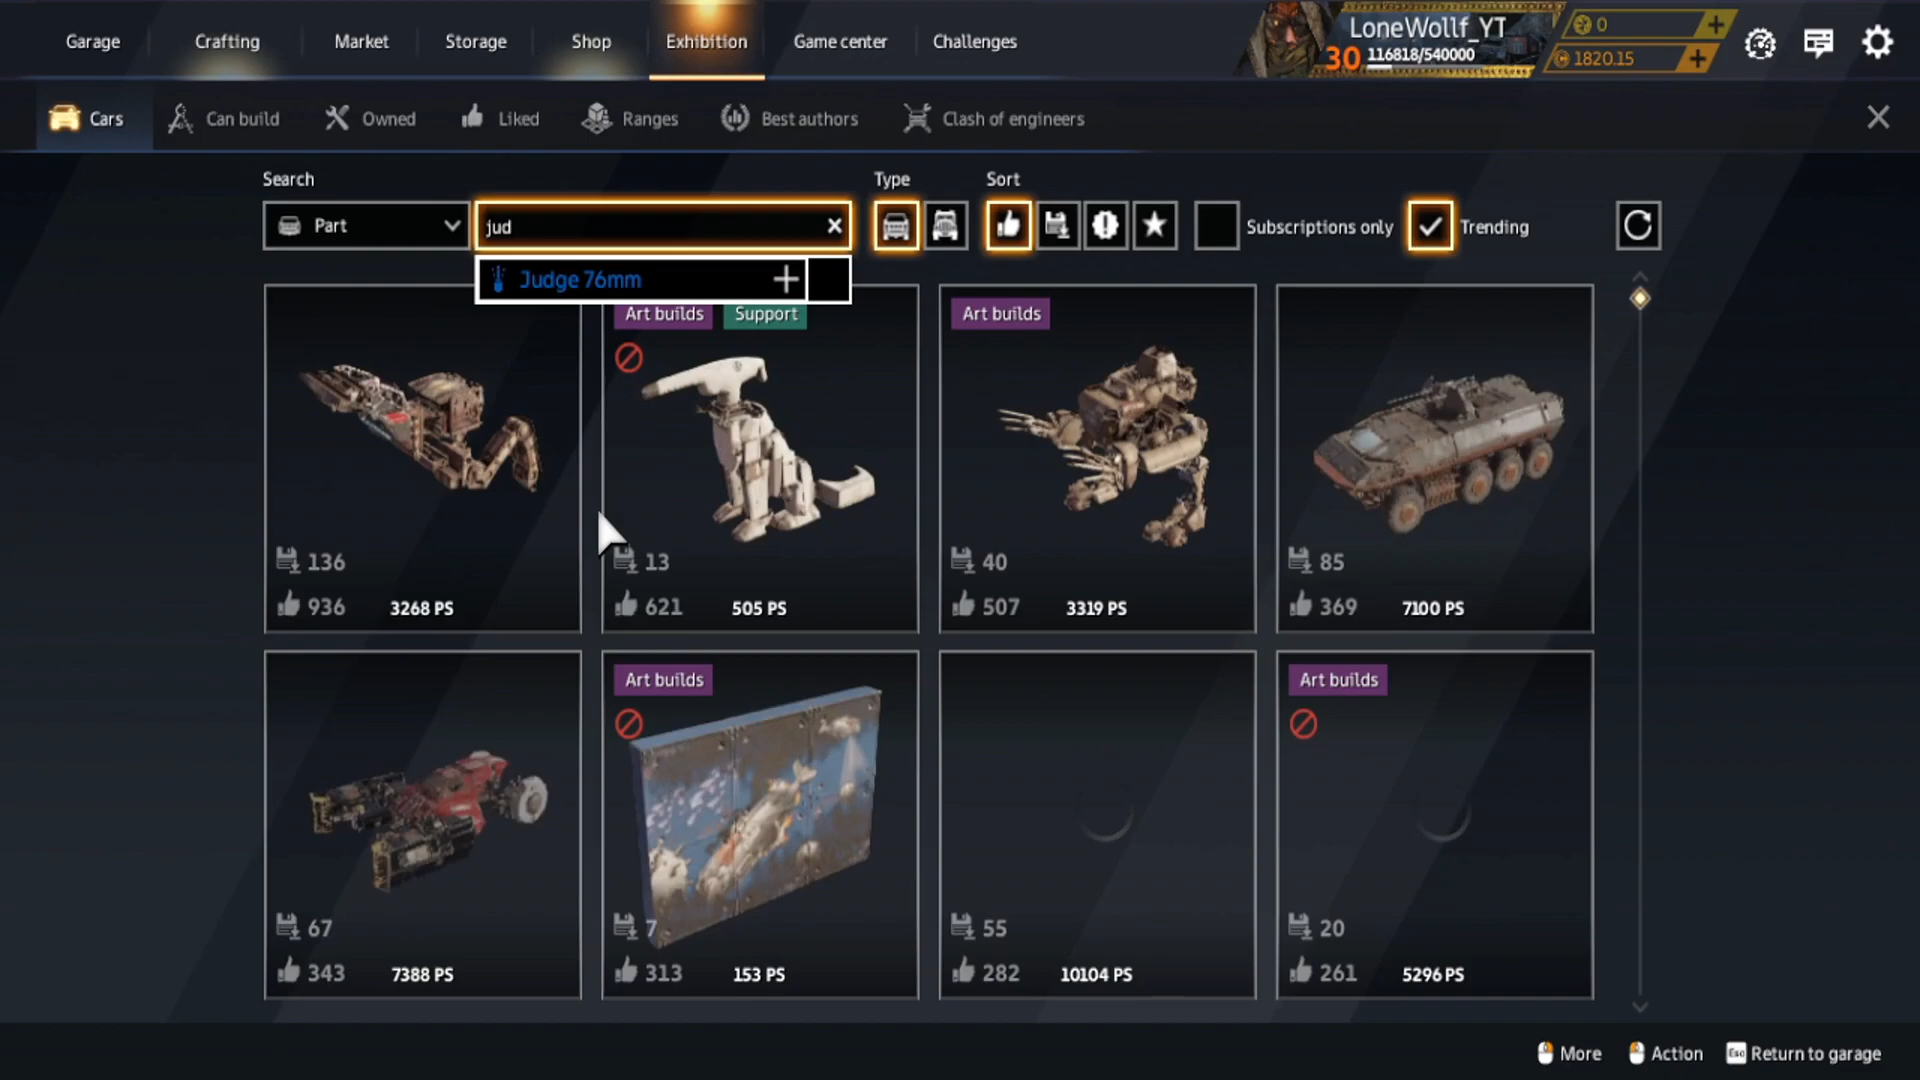 Garage
Crafting
Market
Storage
Shop
Exhibition
Game center
Challenges
LoneWollf_YT
30 116818/540000
0
1820.15
Cars
Can build
Owned
Liked
Ranges
Best authors
Clash of engineers
Search
Type
Sort
Part
jud
Subscriptions only
Trending
Judge 76mm
Art builds
Support
Art builds
136
936
3268 PS
13
621
505 PS
40
507
3319 PS
85
369
7100 PS
Art builds
Art builds
67
343
7388 PS
7
313
153 PS
55
282
10104 PS
20
261
5296 PS
More
Action
Esc Return to garage